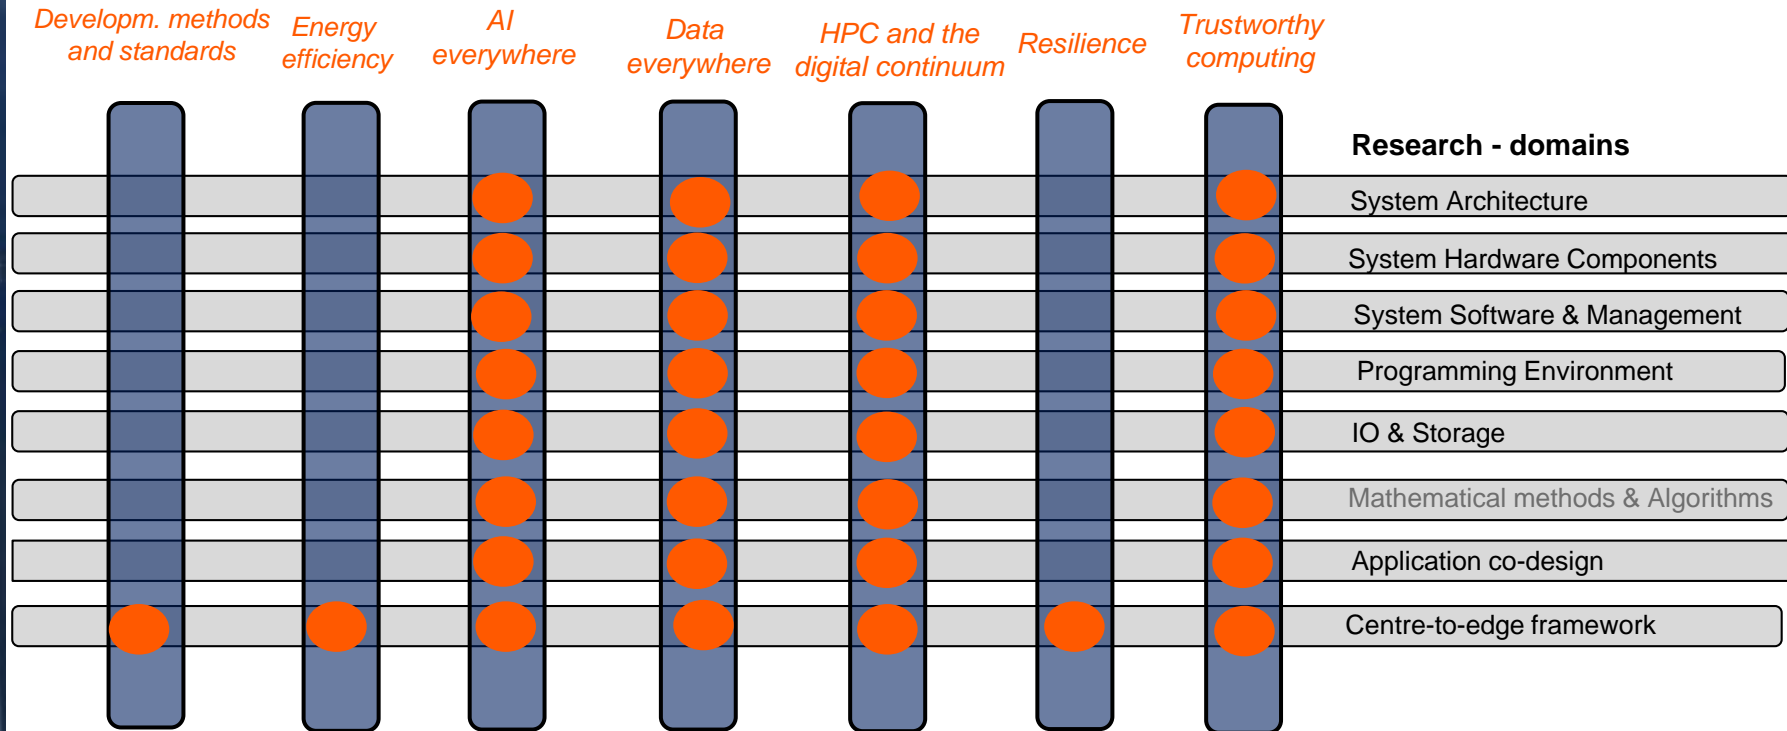 Developm. methods
and standards
Energy
efficiency
AI
everywhere
Data
everywhere
HPC and the
digital continuum
Resilience
Trustworthy
computing
Research - domains
System Architecture
System Hardware Components
System Software & Management
Programming Environment
IO & Storage
Mathematical methods & Algorithms
Application co-design
Centre-to-edge framework